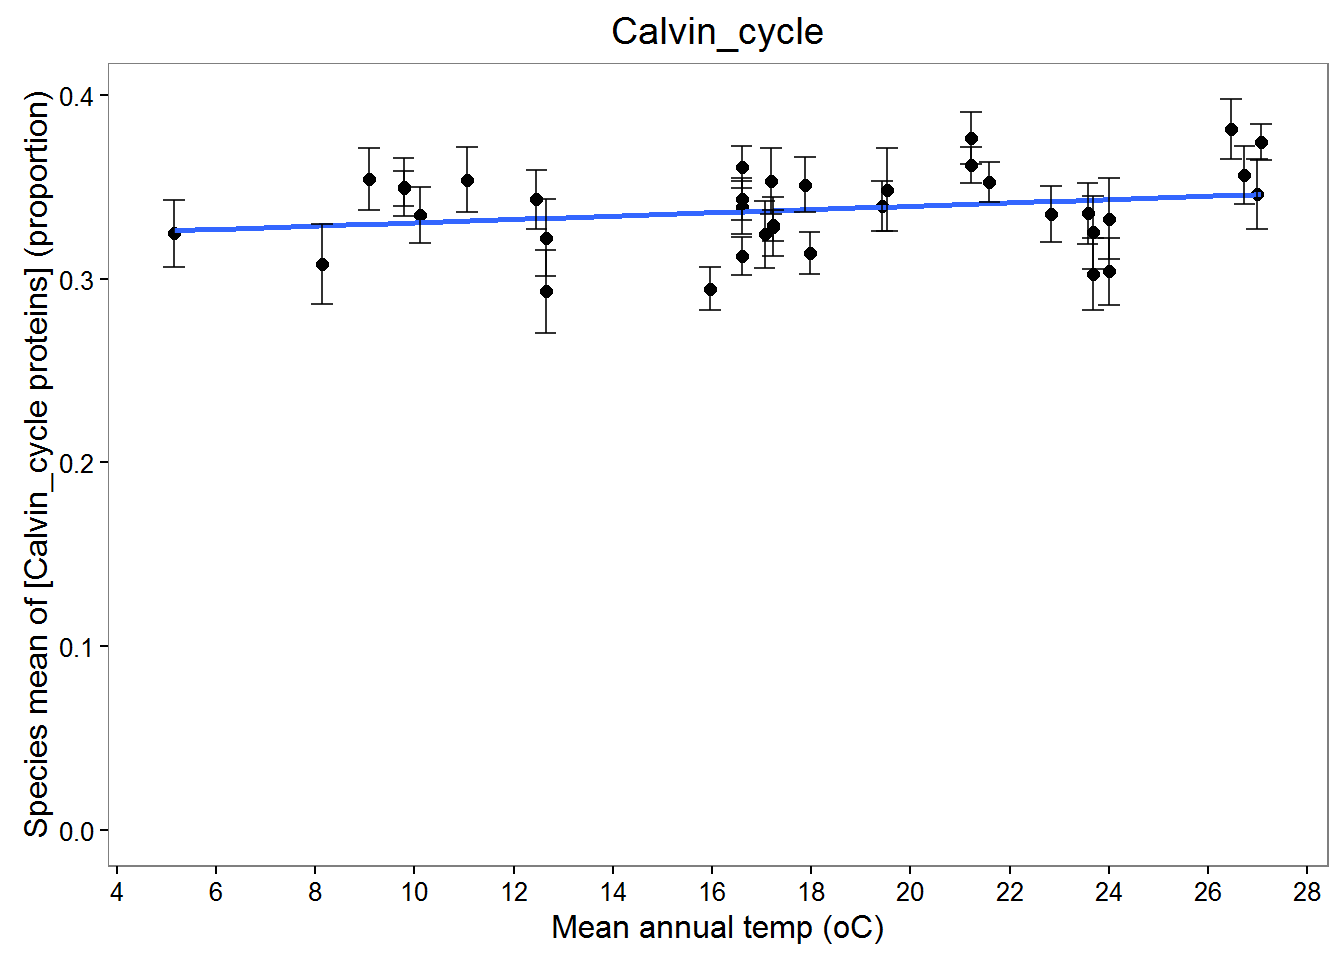 Calvin_cycle
Species mean of [Calvin_cycle proteins] (proportion)
0.4
0.3
0.2
0.1
0.0
4 6 8 10 12 14 16 18 20 22 24 26 28
Mean annual temp (oC)